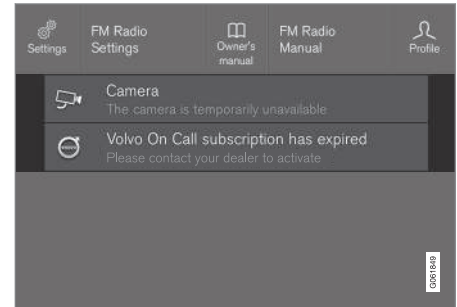 Settings
FM Radio
Settings
Owner's
manual
FM Radio
Manual
Profile
Camera
The camera is temporarily unavailable
Volvo On Call subscription has expired
Please contact your dealer to activate
G061849